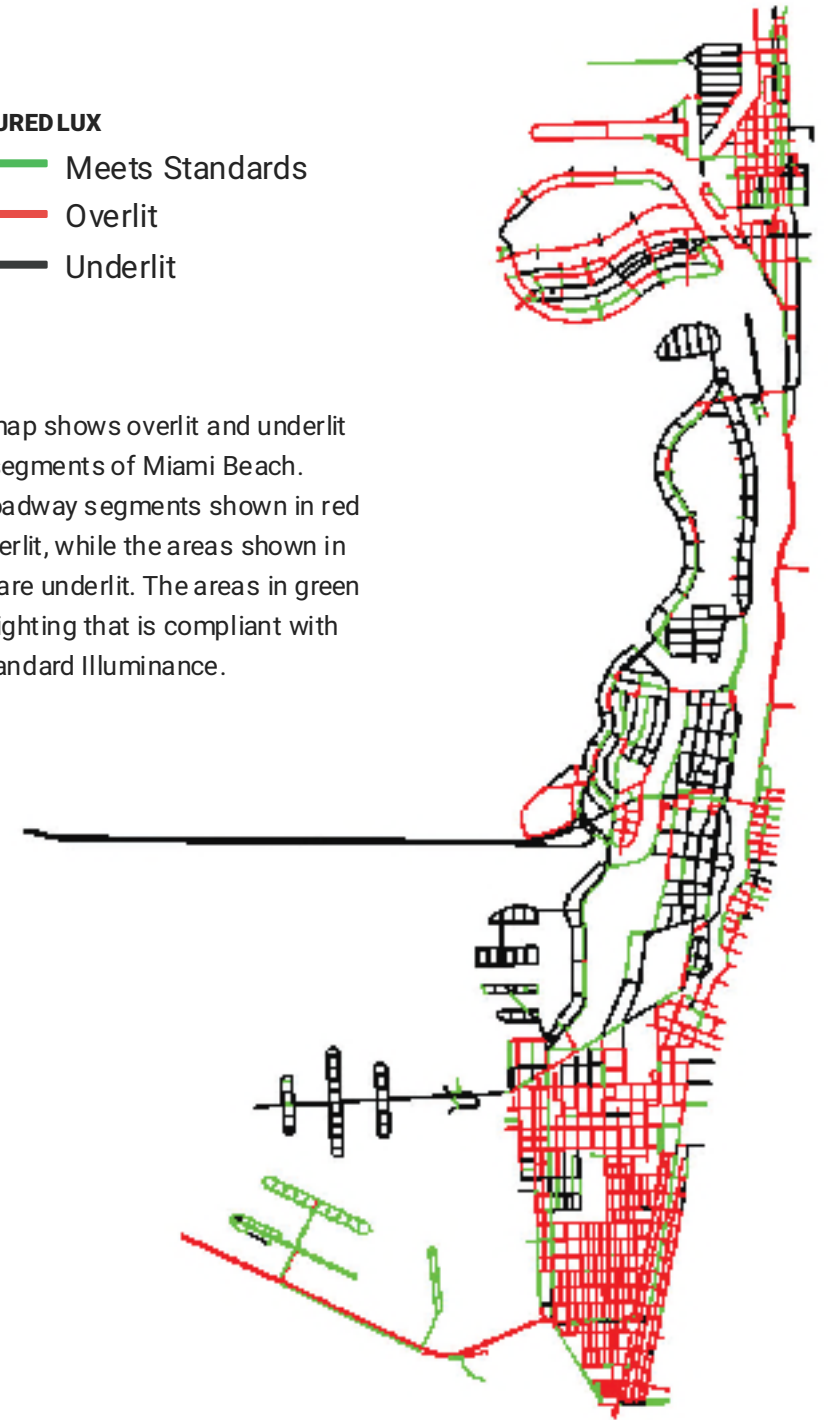 URED LUX
Meets Standards
Overlit
Underlit
map shows overlit and underlit
segments of Miami Beach.
oadway segments shown in red
erlit, while the areas shown in
are underlit. The areas in green
ighting that is compliant with
andard Illuminance.